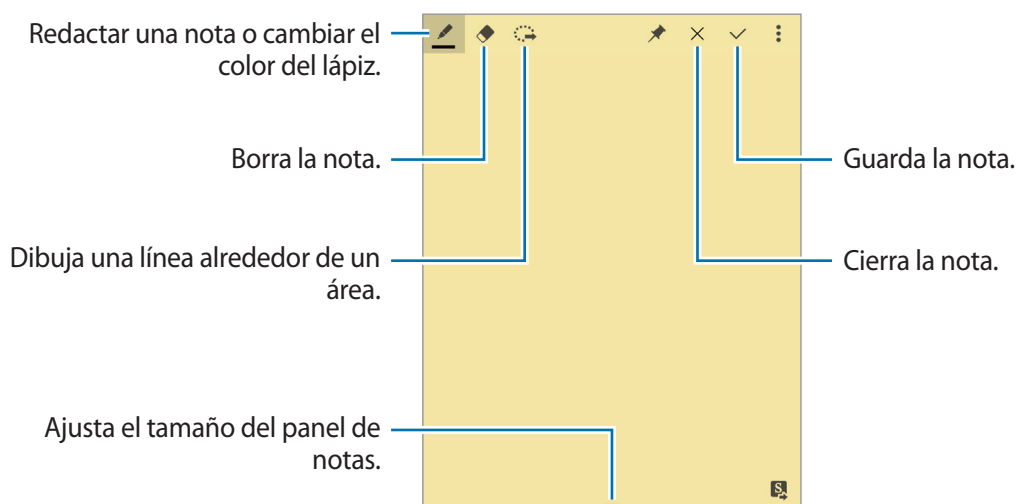 Redactar una nota o cambiar el
color del lápiz.
Borra la nota.
Guarda la nota.
Dibuja una línea alrededor de un
área.
Cierra la nota.
Ajusta el tamaño del panel de
notas.
S